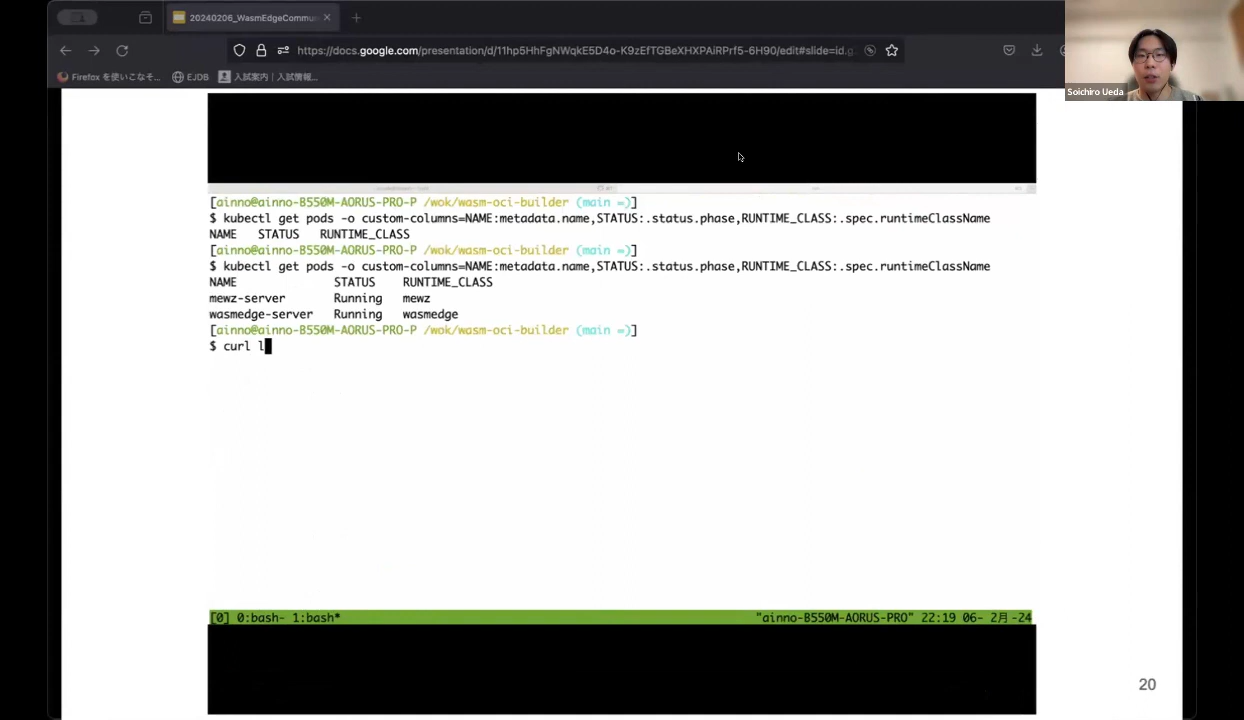 20240206_WasmEdgeCommu
https://docs.google.com/presentation/d/11hp5HhFgNWqkE5D4o-K9zEfTGBeXHXPAiRPrf5-6H90/edit#slide=id.g
Firefox を使いこなそ…
EJDB
入試案内 | 入試情報…
Soichiro Ueda
[ainno@ainno-B550M-AORUS-PRO-P /wok/wasm-oci-builder (main =)]
$ kubectl get pods -o custom-columns=NAME:metadata.name,STATUS:.status.phase,RUNTIME_CLASS:.spec.runtimeClassName
NAME STATUS RUNTIME_CLASS
[ainno@ainno-B550M-AORUS-PRO-P /wok/wasm-oci-builder (main =)]
$ kubectl get pods -o custom-columns=NAME:metadata.name,STATUS:.status.phase,RUNTIME_CLASS:.spec.runtimeClassName
NAME STATUS RUNTIME_CLASS
mewz-server Running mewz
wasmedge-server Running wasmedge
[ainno@ainno-B550M-AORUS-PRO-P /wok/wasm-oci-builder (main =)]
$ curl l
[0] 0:bash- 1:bash* "ainno-B550M-AORUS-PRO" 22:19 06- 2月-24
20